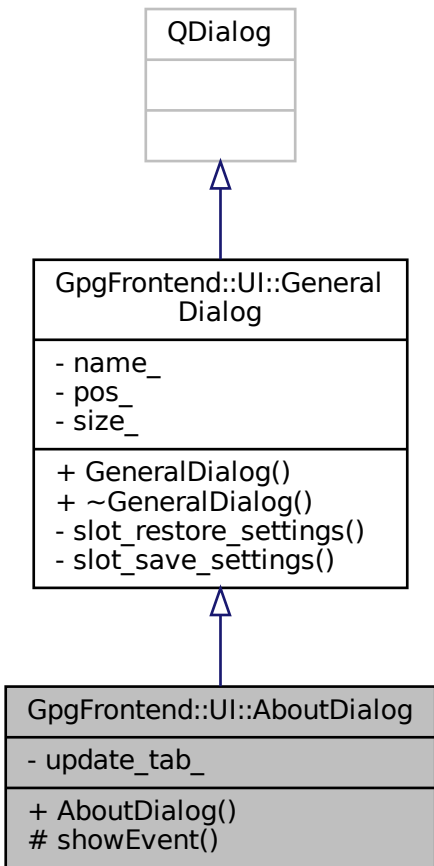 QDialog
GpgFrontend::UI::General
Dialog
- name_
- pos_
- size_
+ GeneralDialog()
+ ~GeneralDialog()
- slot_restore_settings()
- slot_save_settings()
GpgFrontend::UI::AboutDialog
- update_tab_
+ AboutDialog()
# showEvent()